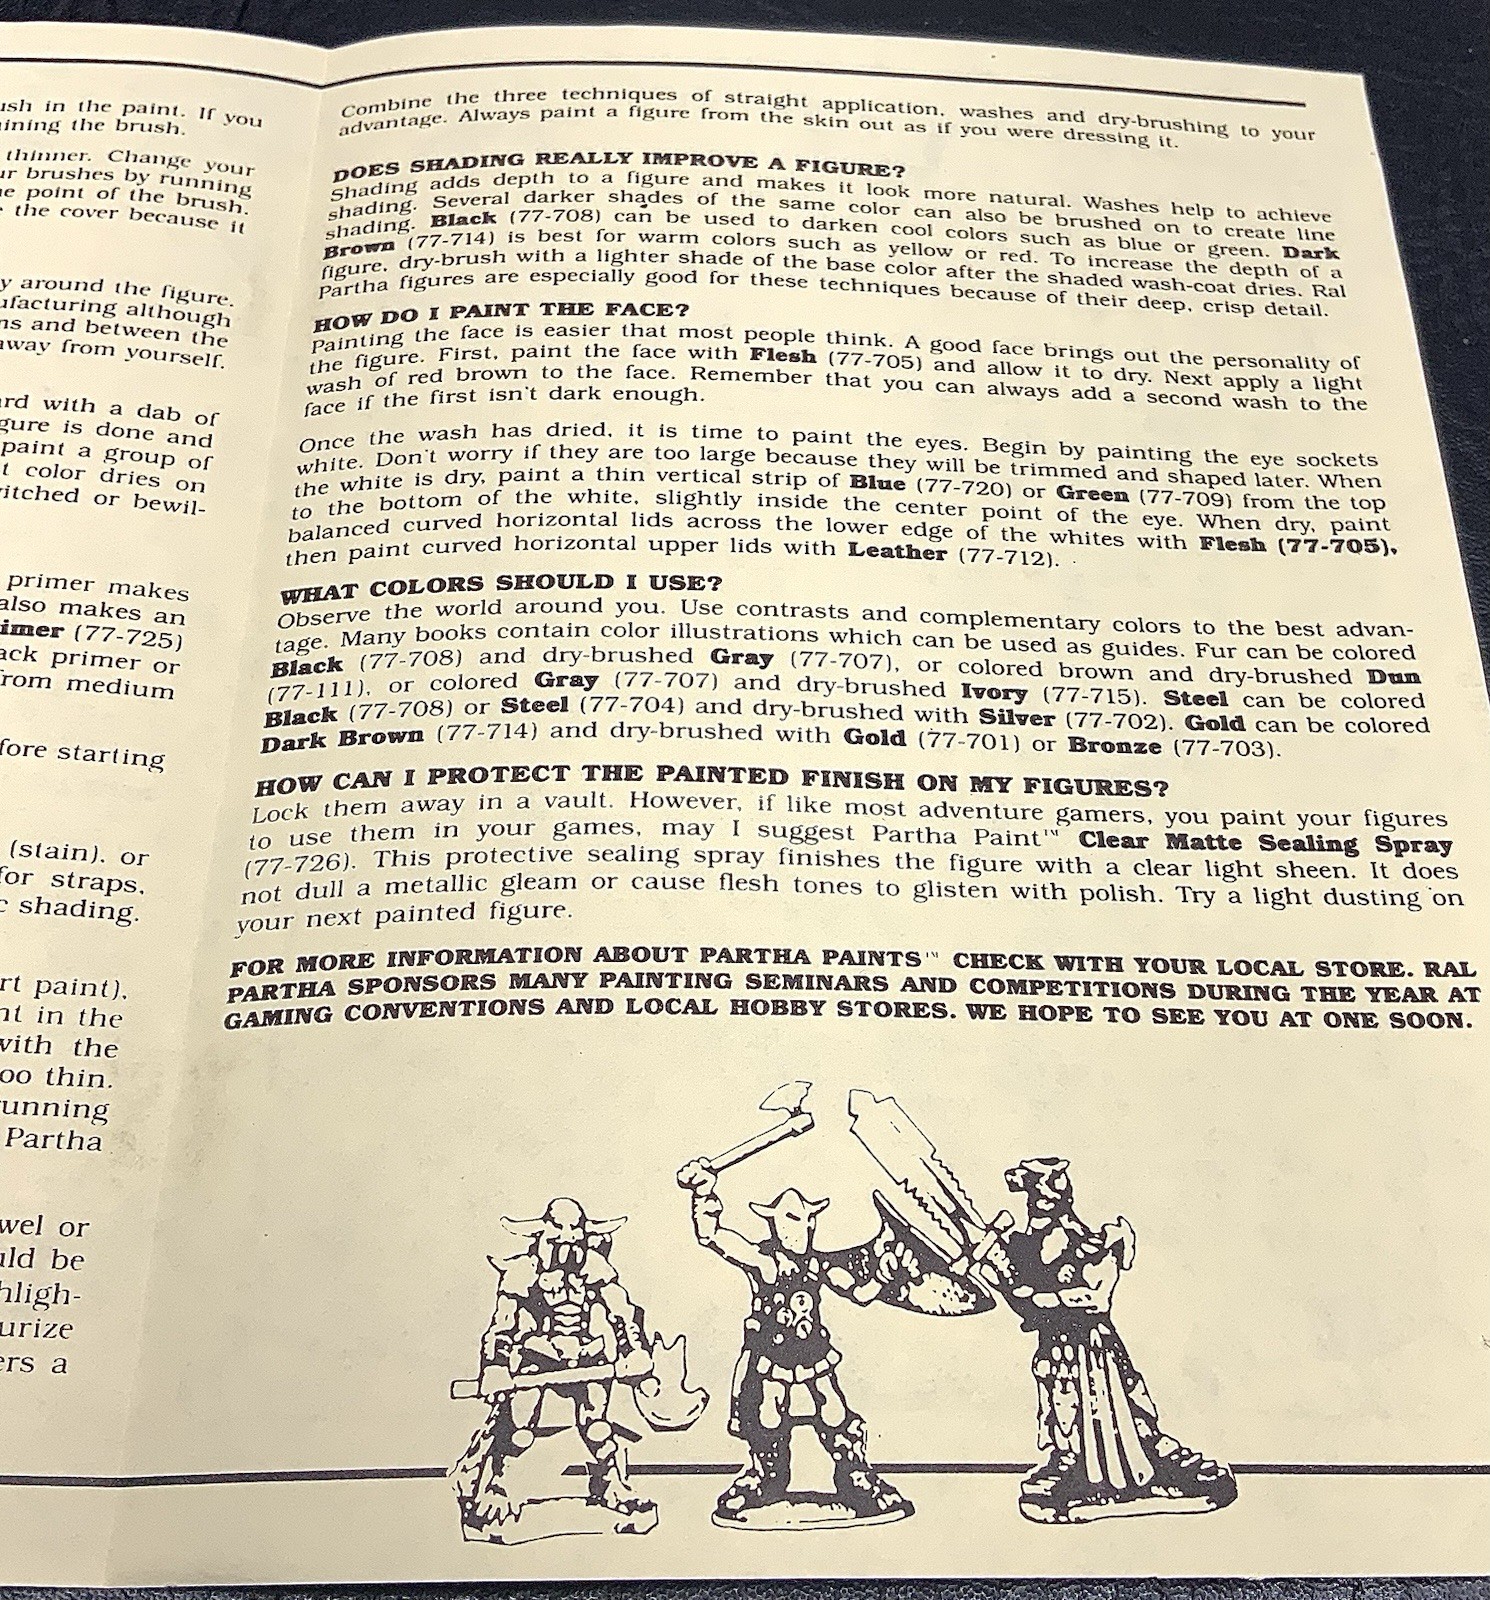 ush in the paint. If you
ining the brush.
thinner. Change your
ur brushes by running
e point of the brush.
the cover because it
y around the figure.
ufacturing although
ns and between the
away from yourself.
ard with a dab of
gure is done and
paint a group of
t color dries on
vitched or bewil-
primer makes
also makes an
imer (77-725)
ack primer or
from medium
fore starting
(stain), or
for straps,
c shading.
rt paint),
nt in the
with the
oo thin.
unning
Partha
wel or
uld be
hligh-
urize
ers a
Combine the three techniques of straight application, washes and dry-brushing to your
advantage. Always paint a figure from the skin out as if you were dressing it.
DOES SHADING REALLY IMPROVE A FIGURE?
Shading adds depth to a figure and makes it look more natural. Washes help to achieve
shading. Several darker shades of the same color can also be brushed on to create line
shading. Black (77-708) can be used to darken cool colors such as blue or green. Dark
Brown (77-714) is best for warm colors such as yellow or red. To increase the depth of a
figure, dry-brush with a lighter shade of the base color after the shaded wash-coat dries. Ral
Partha figures are especially good for these techniques because of their deep, crisp detail.
HOW DO I PAINT THE FACE?
Painting the face is easier that most people think. A good face brings out the personality of
the figure. First, paint the face with Flesh (77-705) and allow it to dry. Next apply a light
wash of red brown to the face. Remember that you can always add a second wash to the
face if the first isn't dark enough.
Once the wash has dried, it is time to paint the eyes. Begin by painting the eye sockets
white. Don't worry if they are too large because they will be trimmed and shaped later. When
the white is dry, paint a thin vertical strip of Blue (77-720) or Green (77-709) from the top
to the bottom of the white, slightly inside the center point of the eye. When dry, paint
balanced curved horizontal lids across the lower edge of the whites with Flesh (77-705),
then paint curved horizontal upper lids with Leather (77-712).
WHAT COLORS SHOULD I USE?
Observe the world around you. Use contrasts and complementary colors to the best advan-
tage. Many books contain color illustrations which can be used as guides. Fur can be colored
Black (77-708) and dry-brushed Gray (77-707), or colored brown and dry-brushed Dun
(77-111), or colored Gray (77-707) and dry-brushed Ivory (77-715). Steel can be colored
Black (77-708) or Steel (77-704) and dry-brushed with Silver (77-702). Gold can be colored
Dark Brown (77-714) and dry-brushed with Gold (77-701) or Bronze (77-703).
HOW CAN I PROTECT THE PAINTED FINISH ON MY FIGURES?
Lock them away in a vault. However, if like most adventure gamers, you paint your figures
to use them in your games, may I suggest Partha Paint™ Clear Matte Sealing Spray
(77-726). This protective sealing spray finishes the figure with a clear light sheen. It does
not dull a metallic gleam or cause flesh tones to glisten with polish. Try a light dusting on
your next painted figure.
FOR MORE INFORMATION ABOUT PARTHA PAINTS™ CHECK WITH YOUR LOCAL STORE. RAL
PARTHA SPONSORS MANY PAINTING SEMINARS AND COMPETITIONS DURING THE YEAR AT
GAMING CONVENTIONS AND LOCAL HOBBY STORES. WE HOPE TO SEE YOU AT ONE SOON.